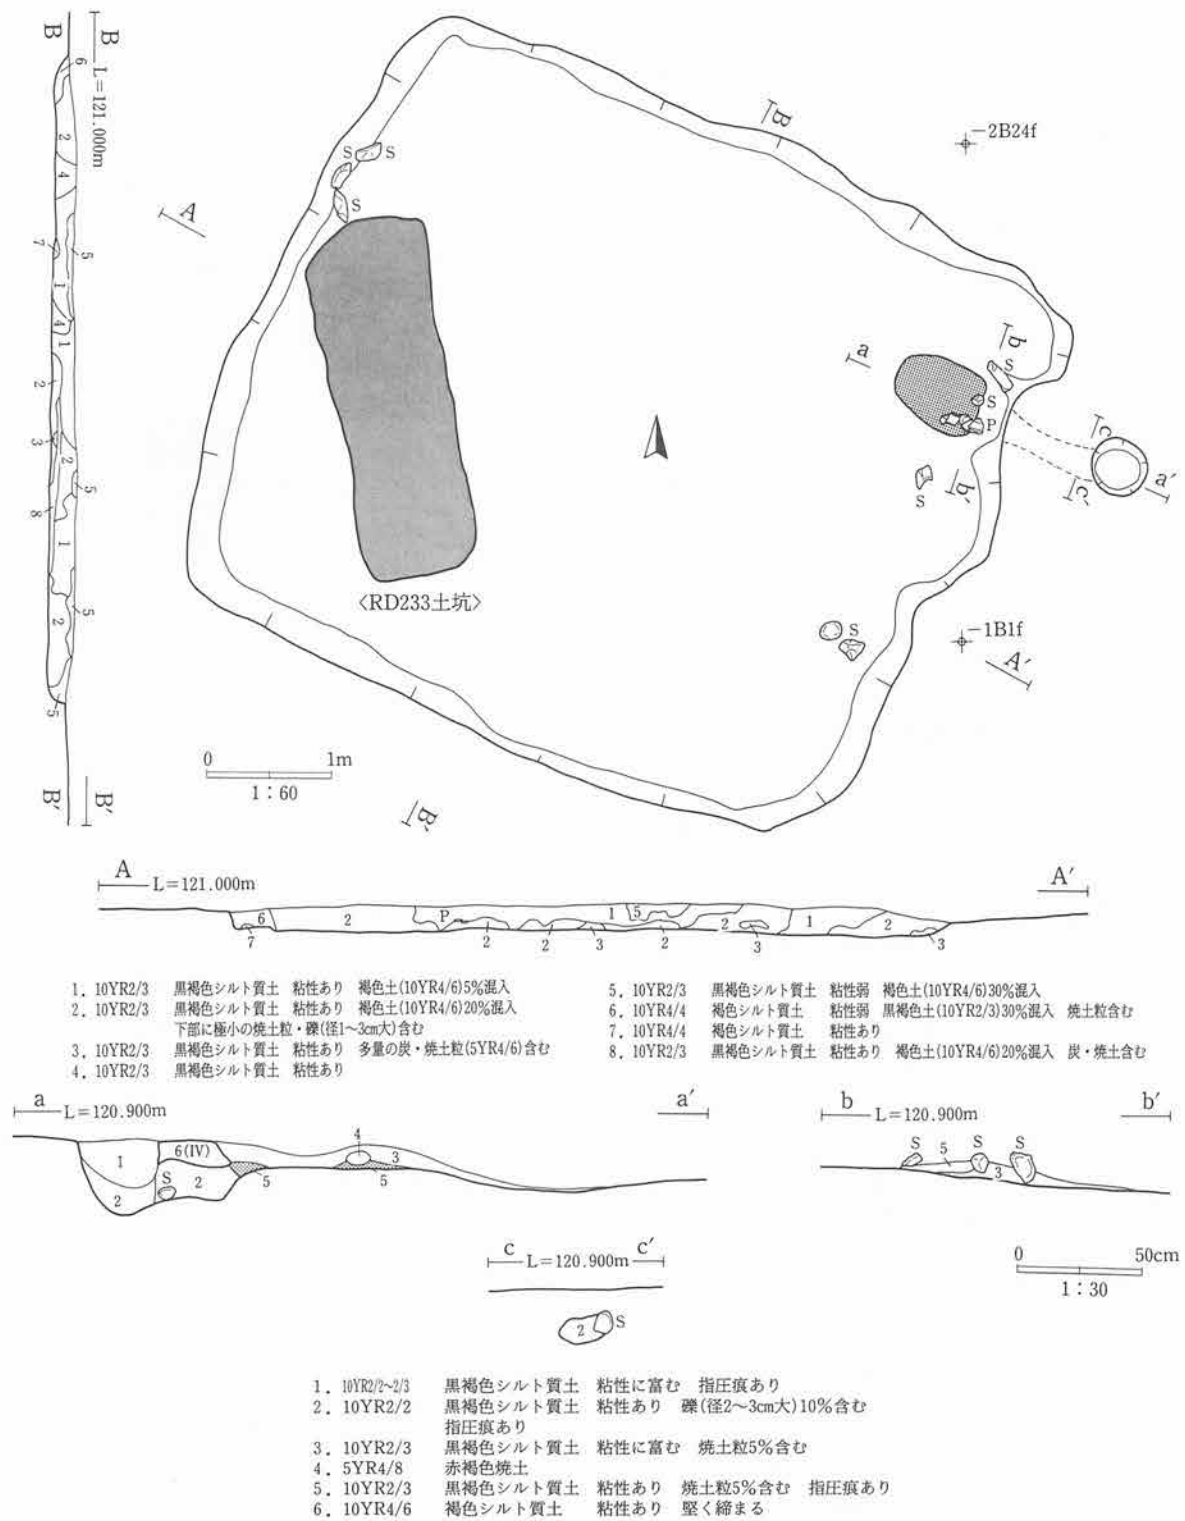 B B
L=121.000m
6
2
4
7
5
1
4
1
2
3
2
5
8
1
5
2
5
B′ B′
B
-2B24f
S S
S
A
a
b
S
S
P
b′
S
c
c′
a′
〈RD233土坑〉
S
-1B1f
A′
0 1m
1：60
B′
A L=121.000m A′
6 2 P 1 5 2 1 2
7 2 2 3 2 3 3
1. 10YR2/3 黒褐色シルト質土 粘性あり 褐色土(10YR4/6)5%混入
2. 10YR2/3 黒褐色シルト質土 粘性あり 褐色土(10YR4/6)20%混入
下部に極小の焼土粒・礫(径1〜3cm大)含む
3. 10YR2/3 黒褐色シルト質土 粘性あり 多量の炭・焼土粒(5YR4/6)含む
4. 10YR2/3 黒褐色シルト質土 粘性あり
5. 10YR2/3 黒褐色シルト質土 粘性弱 褐色土(10YR4/6)30%混入
6. 10YR4/4 褐色シルト質土 粘性弱 黒褐色土(10YR2/3)30%混入 焼土粒含む
7. 10YR4/4 褐色シルト質土 粘性あり
8. 10YR2/3 黒褐色シルト質土 粘性あり 褐色土(10YR4/6)20%混入 炭・焼土含む
a L=120.900m a′
4
1 6(IV) 3
2 S 2 5 5
b L=120.900m b′
S 5 S S
3
c L=120.900m c′
2 S
0 50cm
1：30
1. 10YR2/2〜2/3 黒褐色シルト質土 粘性に富む 指圧痕あり
2. 10YR2/2 黒褐色シルト質土 粘性あり 礫(径2〜3cm大)10%含む
指圧痕あり
3. 10YR2/3 黒褐色シルト質土 粘性に富む 焼土粒5%含む
4. 5YR4/8 赤褐色焼土
5. 10YR2/3 黒褐色シルト質土 粘性あり 焼土粒5%含む 指圧痕あり
6. 10YR4/6 褐色シルト質土 粘性あり 堅く締まる